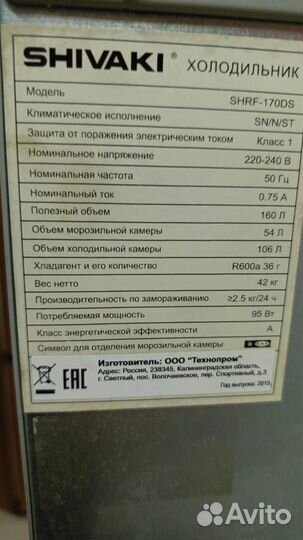 SHIVAKI ® ХОЛОДИЛЬНИК
Модель SHRF-170DS
Климатическое исполнение SN/N/ST
Защита от поражения электрическим током Класс 1
Номинальное напряжение 220-240 В
Номинальная частота 50 Гц
Номинальный ток 0.75 А
Полезный объем 160 Л
Объем морозильной камеры 54 Л
Объем холодильной камеры 106 Л
Хладагент и его количество R600a 36 г
Вес нетто 42 кг
Производительность по замораживанию ≥2.5 кг/24 ч
Потребляемая мощность 95 Вт
Класс энергетической эффективности А
Символ для отделения морозильной камеры
EAC
Изготовитель: ООО "Технопром"
Адрес: Россия, 238345, Калининградская область,
г. Светлый, пос. Волочаевское, пер. Спортивный, д.3
Год выпуска: 2015
Avito